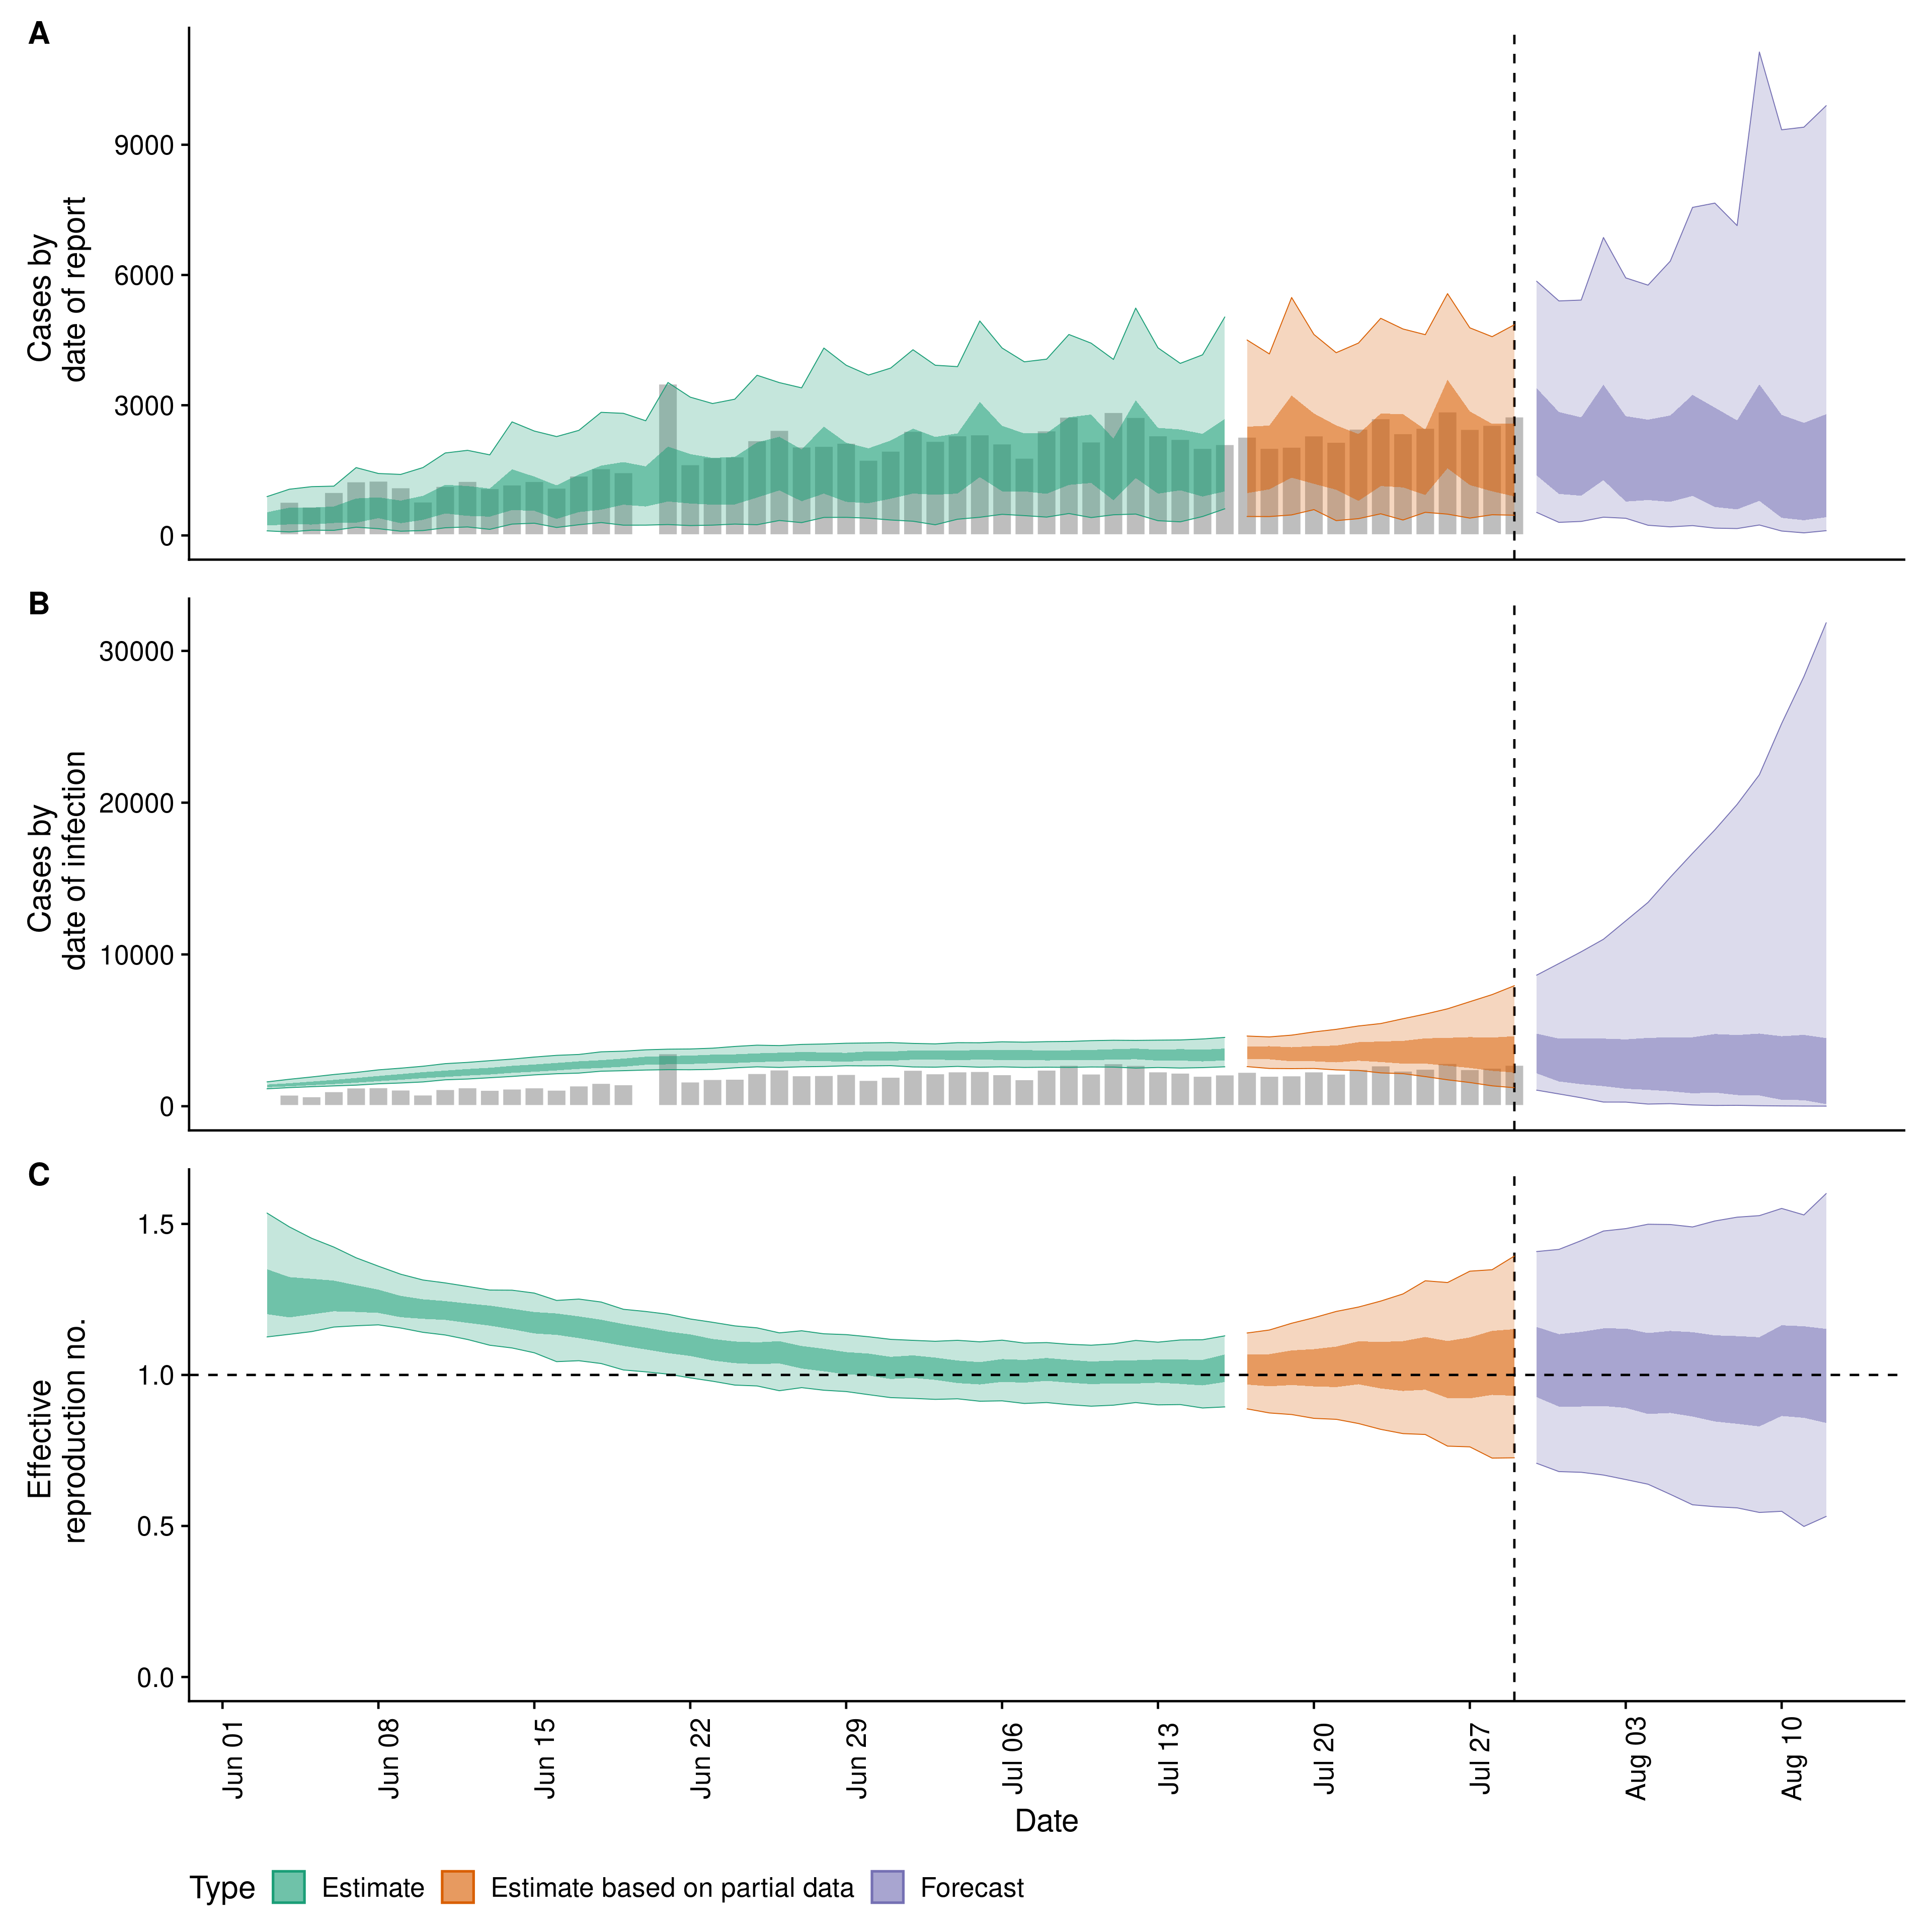 A
Cases by
date of report
9000
6000
3000
0
B
Cases by
date of infection
30000
20000
10000
0
C
Effective
reproduction no.
1.5
1.0
0.5
0.0
Jun 01
Jun 08
Jun 15
Jun 22
Jun 29
Jul 06
Jul 13
Jul 20
Jul 27
Aug 03
Aug 10
Date
Type Estimate Estimate based on partial data Forecast